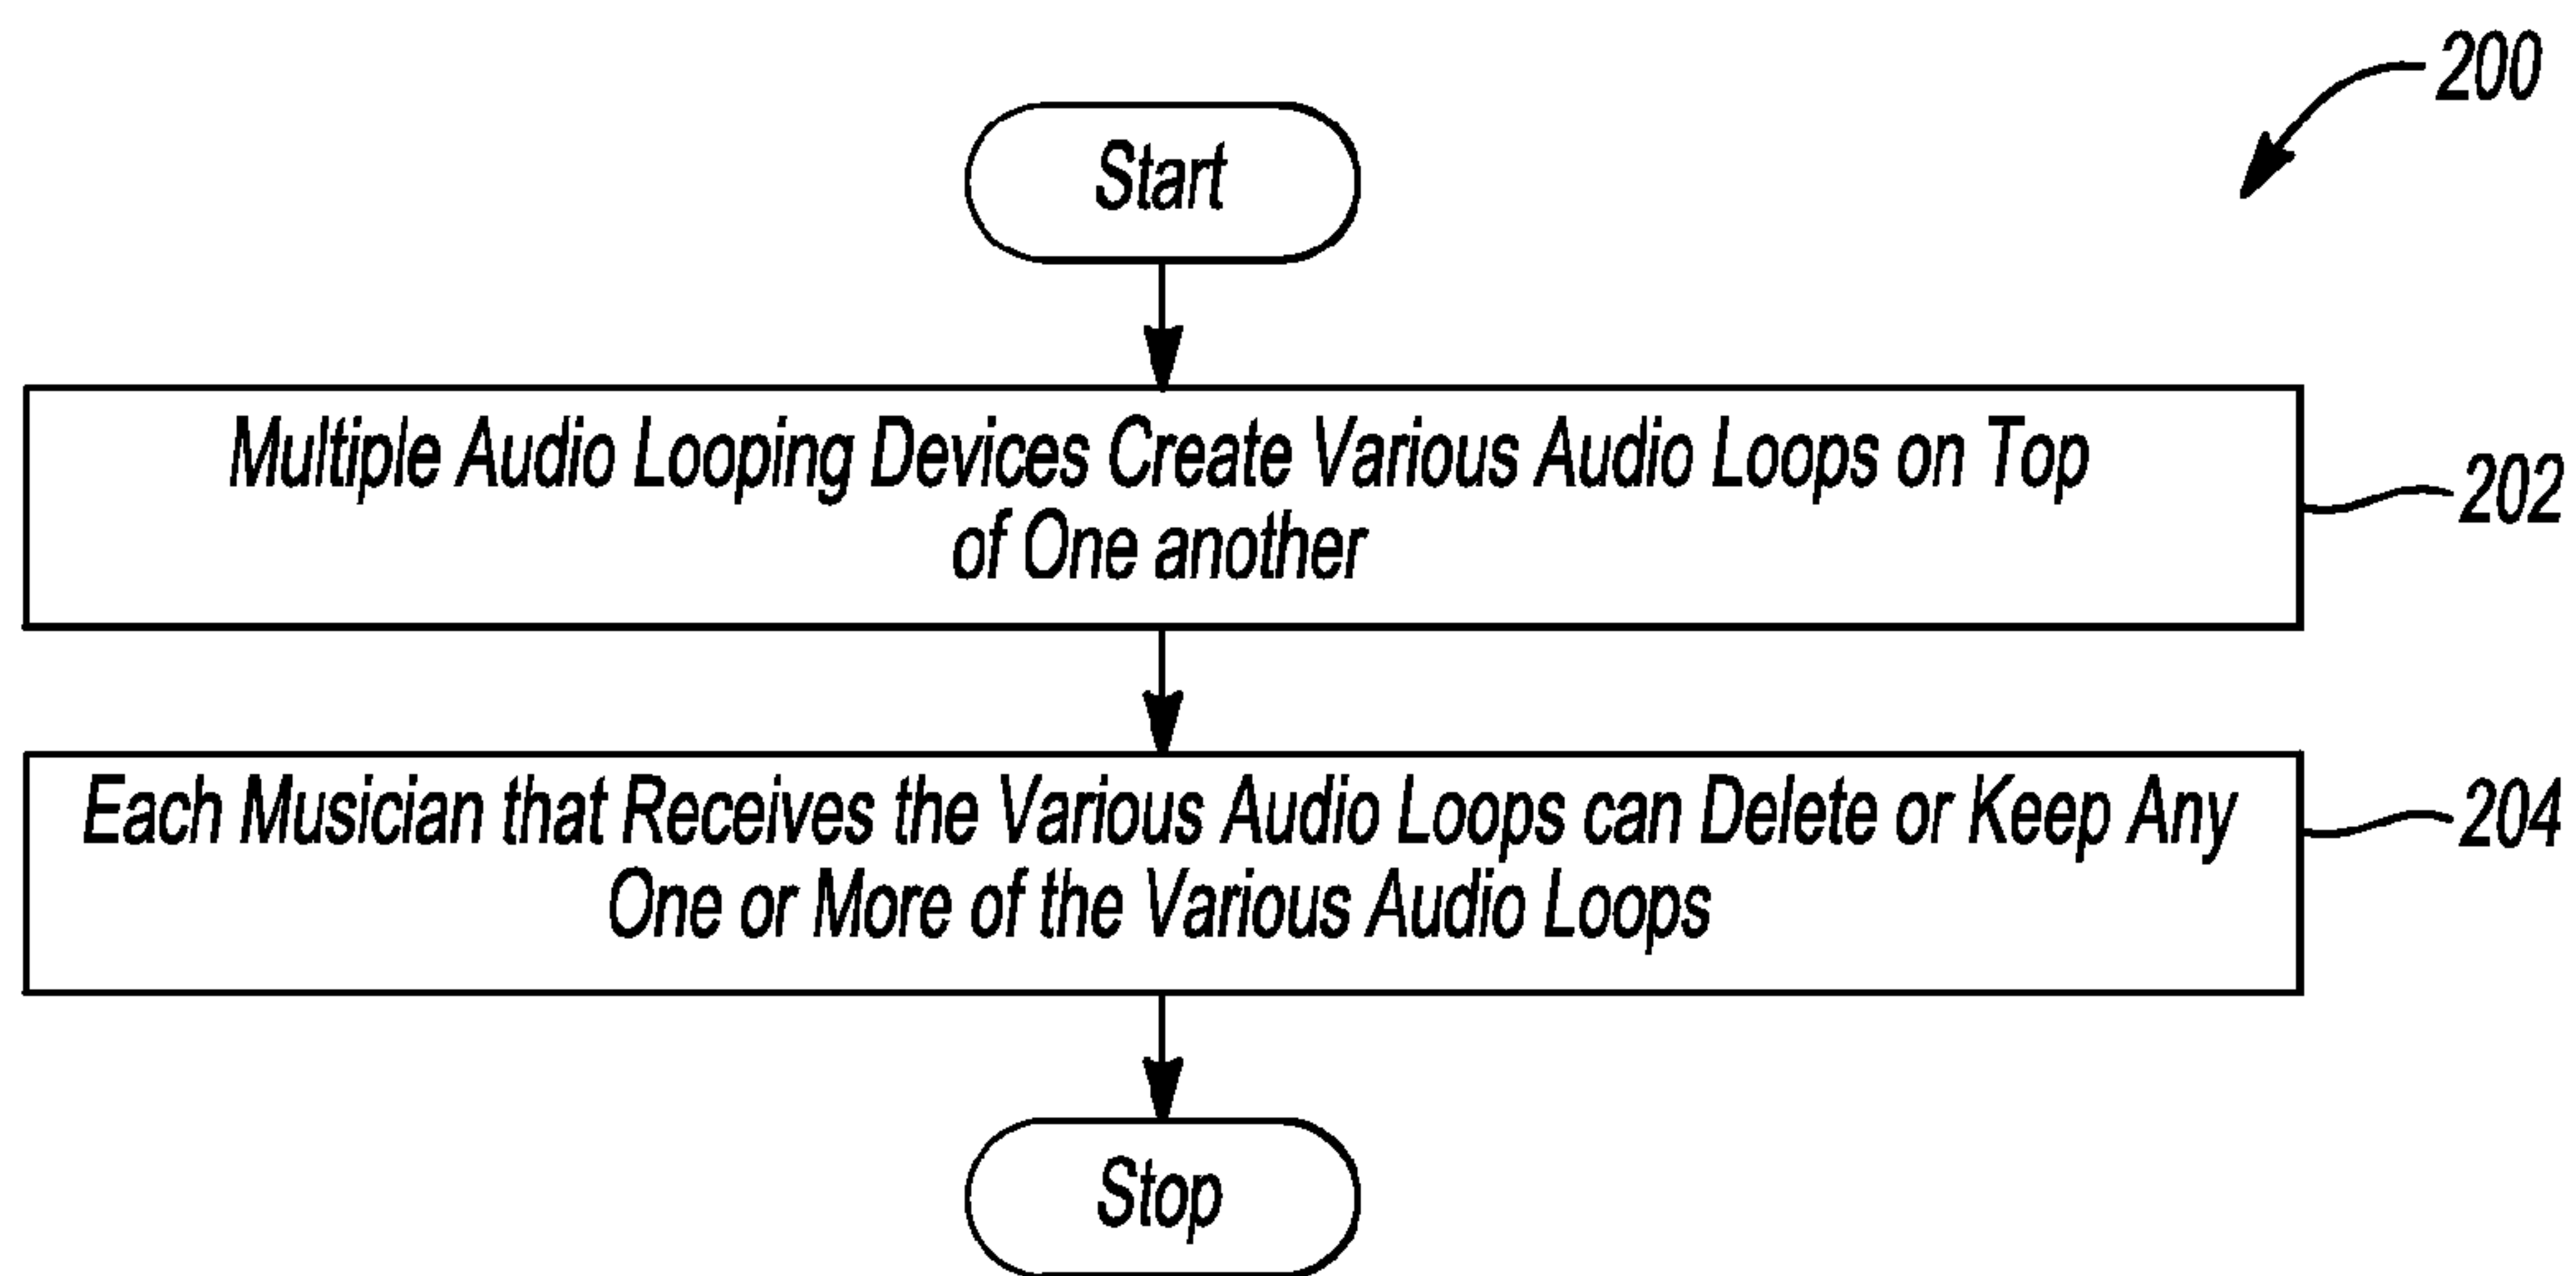 200
Start
Multiple Audio Looping Devices Create Various Audio Loops on Top
of One another
202
Each Musician that Receives the Various Audio Loops can Delete or Keep Any
One or More of the Various Audio Loops
204
Stop